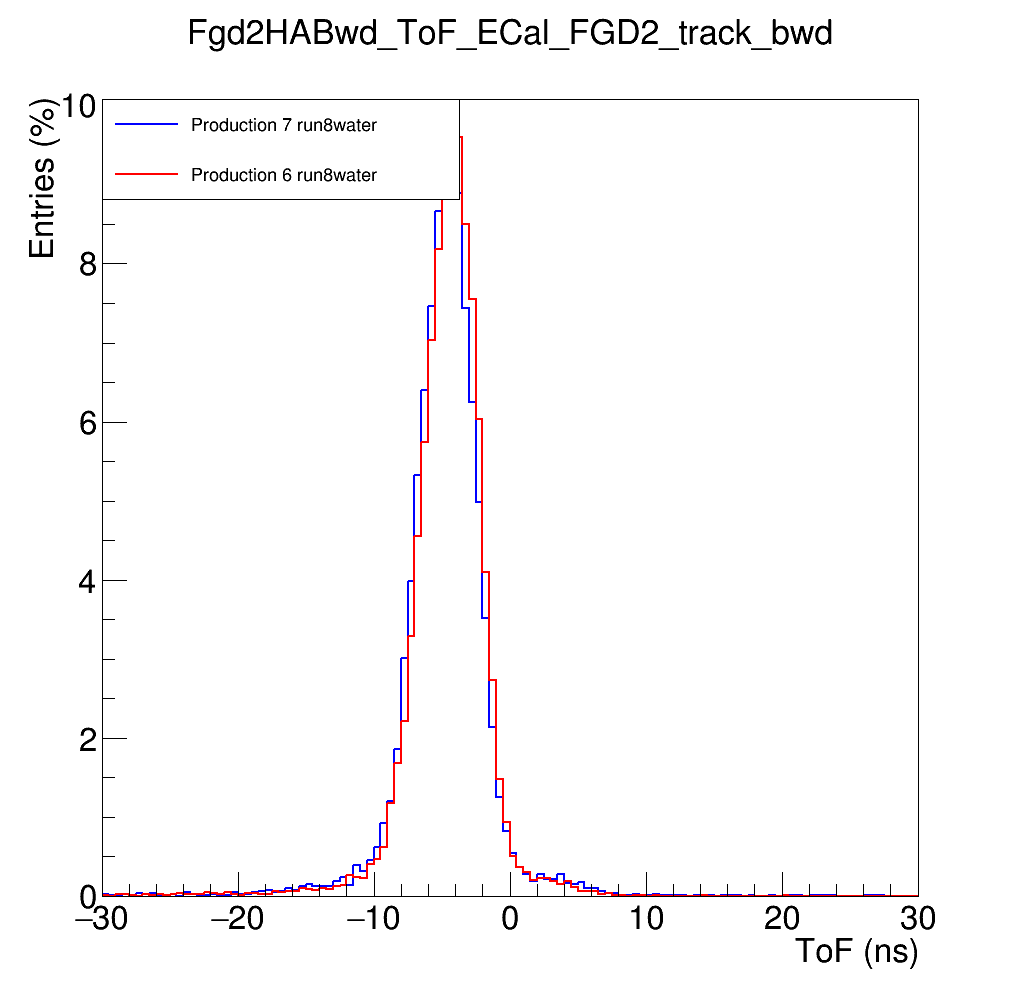 Fgd2HABwd_ToF_ECal_FGD2_track_bwd
Entries (%)
10
8
6
4
2
0
Production 7 run8water
Production 6 run8water
−30 −20 −10 0 10 20 30
ToF (ns)